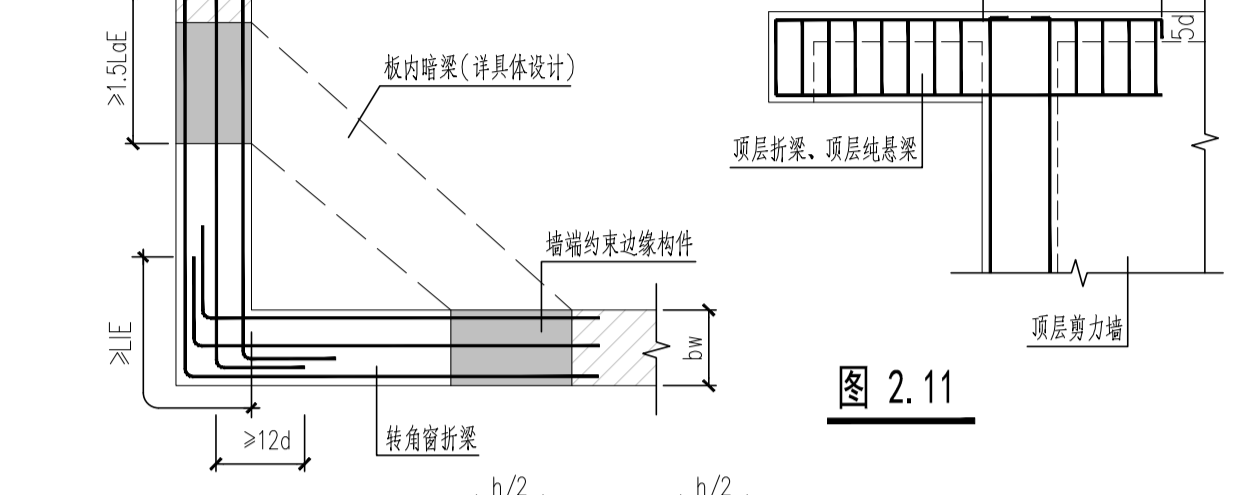 ≥1.5LaE
板内暗梁(详具体设计)
5d
顶层折梁、顶层纯悬梁
墙端约束边缘构件
≥LlE
bw
顶层剪力墙
图 2.11
≥12d
转角窗折梁
h/2
h/2